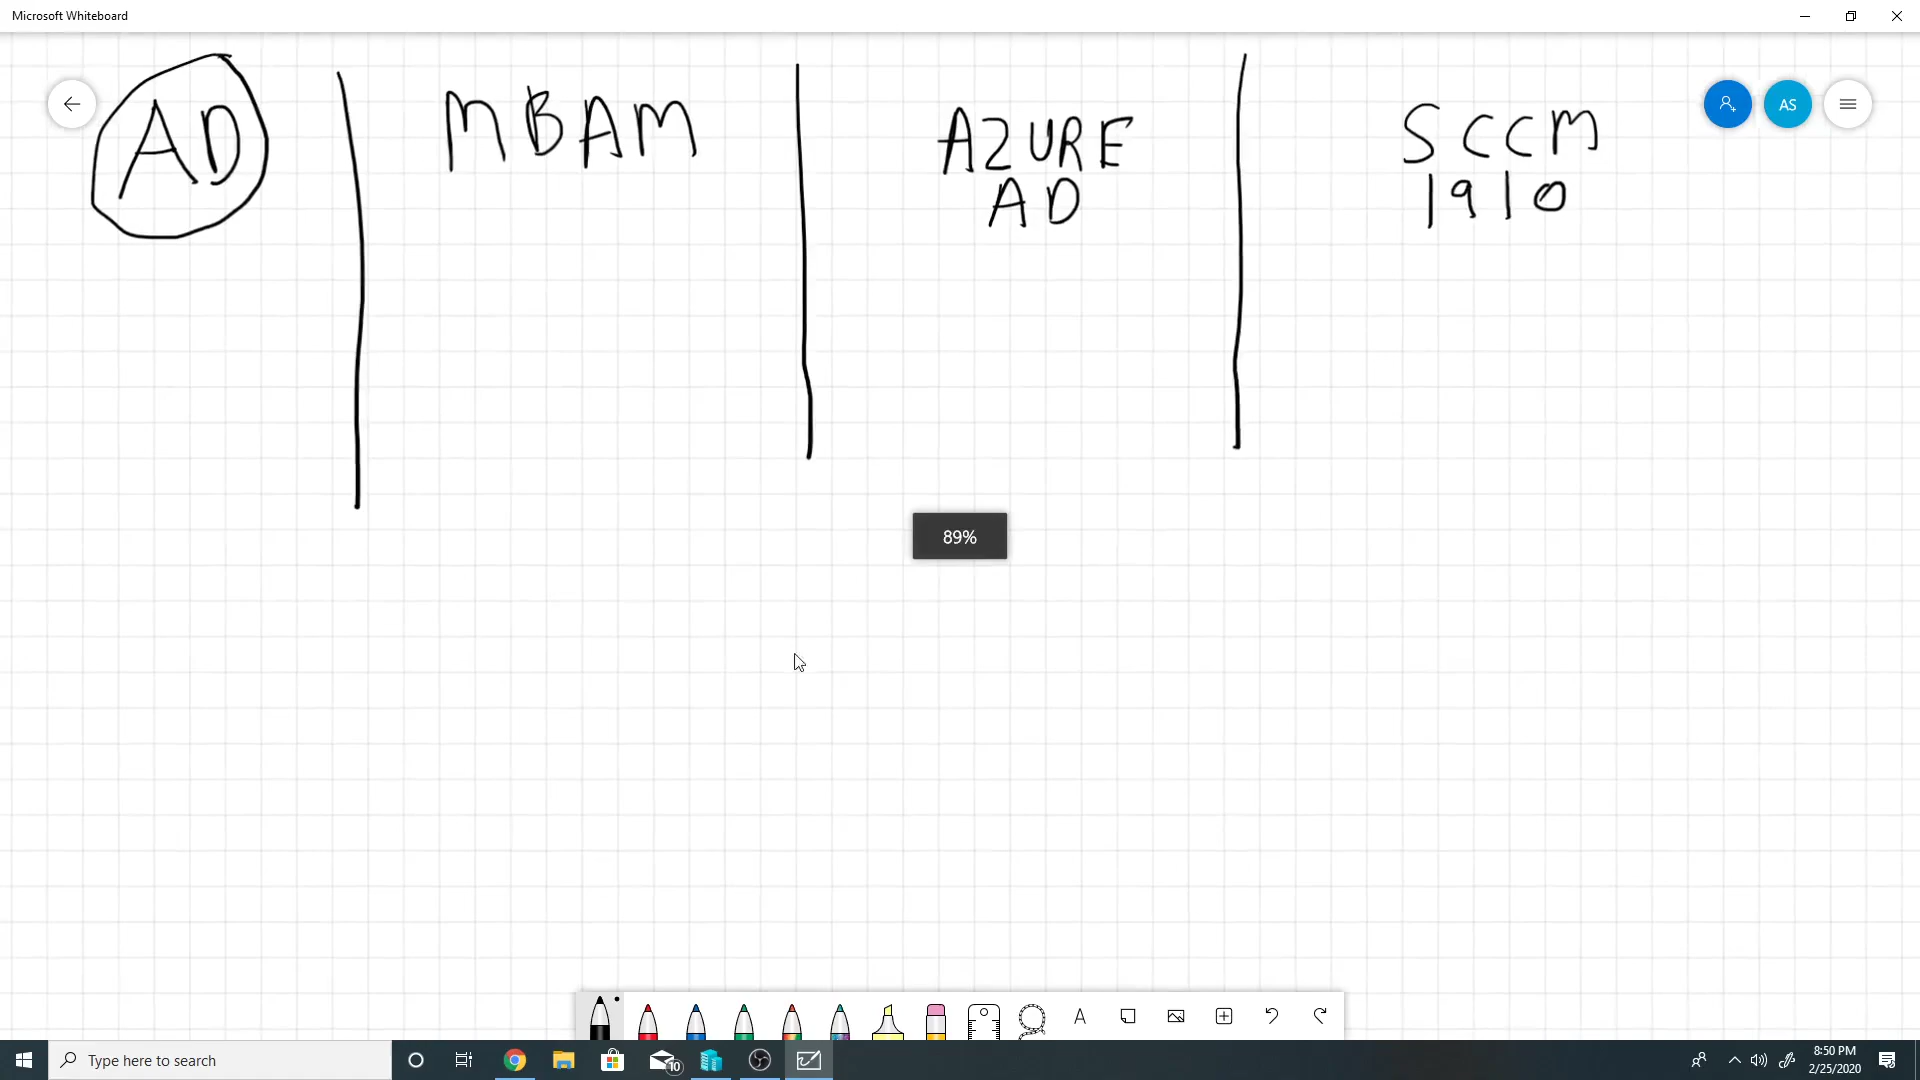 Microsoft Whiteboard
AD
MBAM
AZURE
AD
SCCM
1910
AS
89%
A
Type here to search
10
8:50 PM
2/25/2020